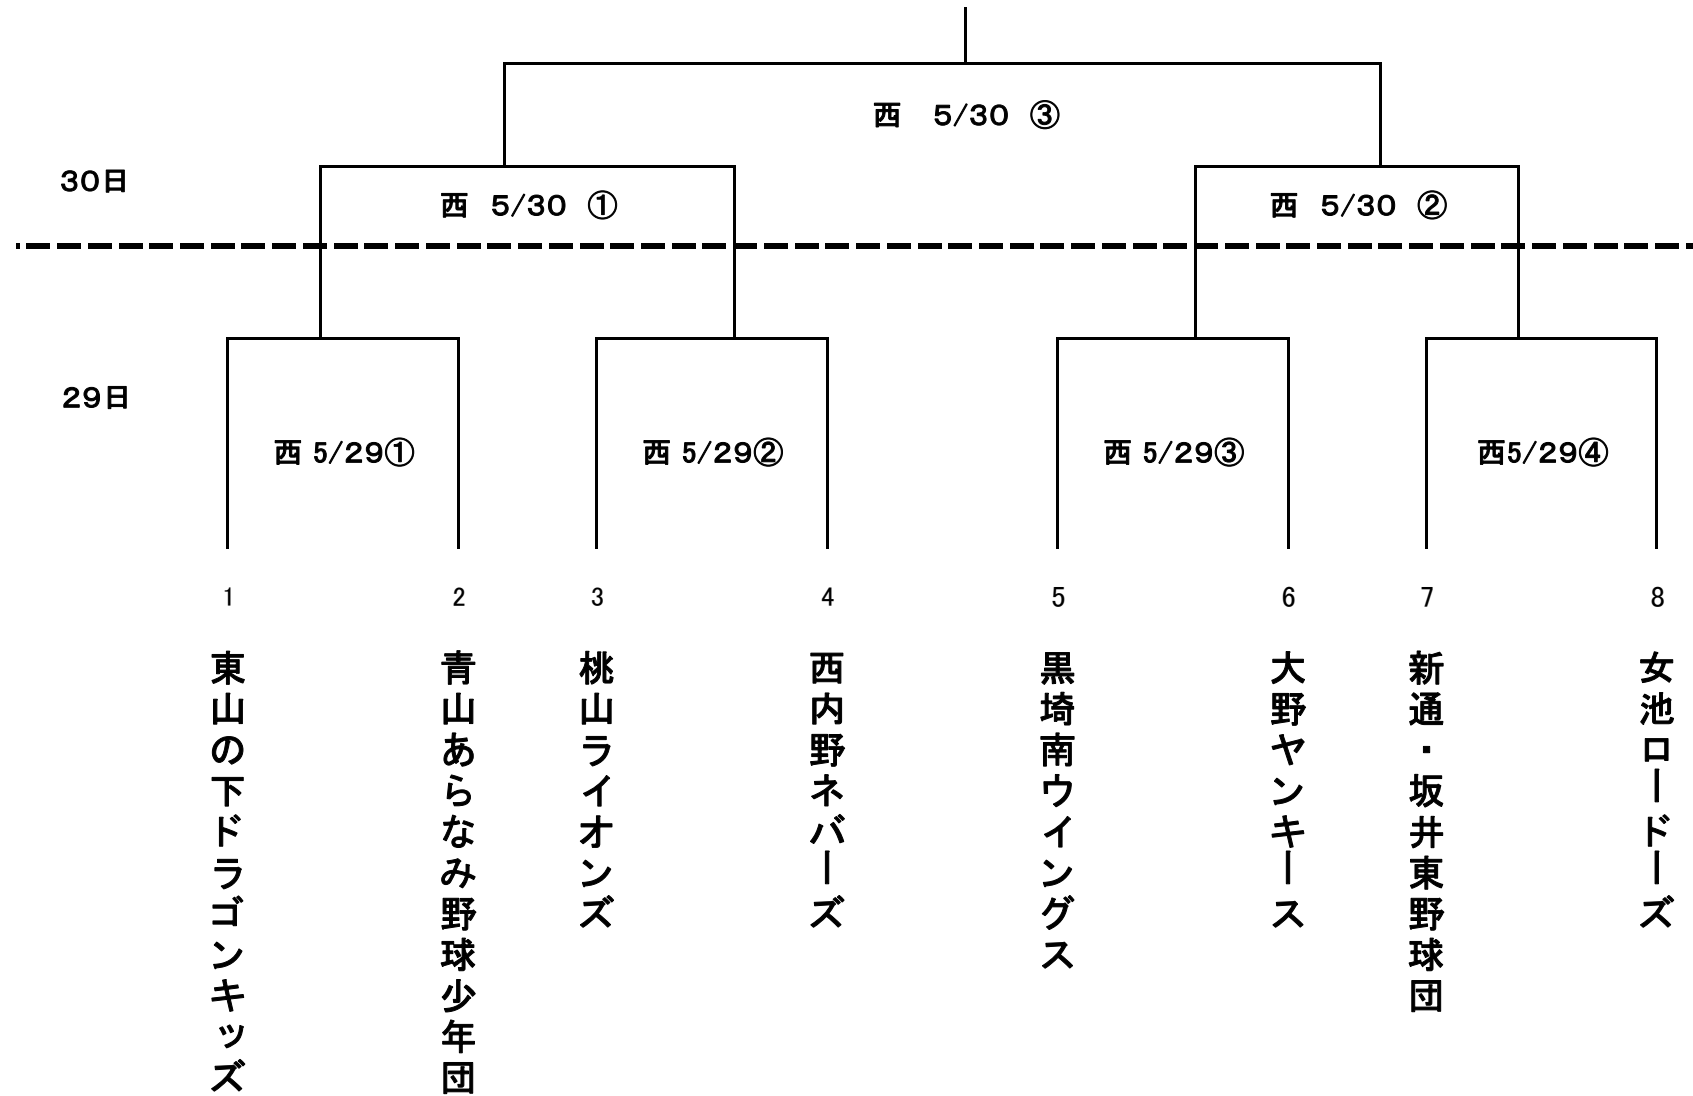 西 5/30 ③
30日
西 5/30 ①
西 5/30 ②
29日
西 5/29①
西 5/29②
西 5/29③
西5/29④
1
2
3
4
5
6
7
8
東山の下ドラゴンキッズ
青山あらなみ野球少年団
桃山ライオンズ
西内野ネバーズ
黒埼南ウイングス
大野ヤンキース
新通・坂井東野球団
女池ロードーズ